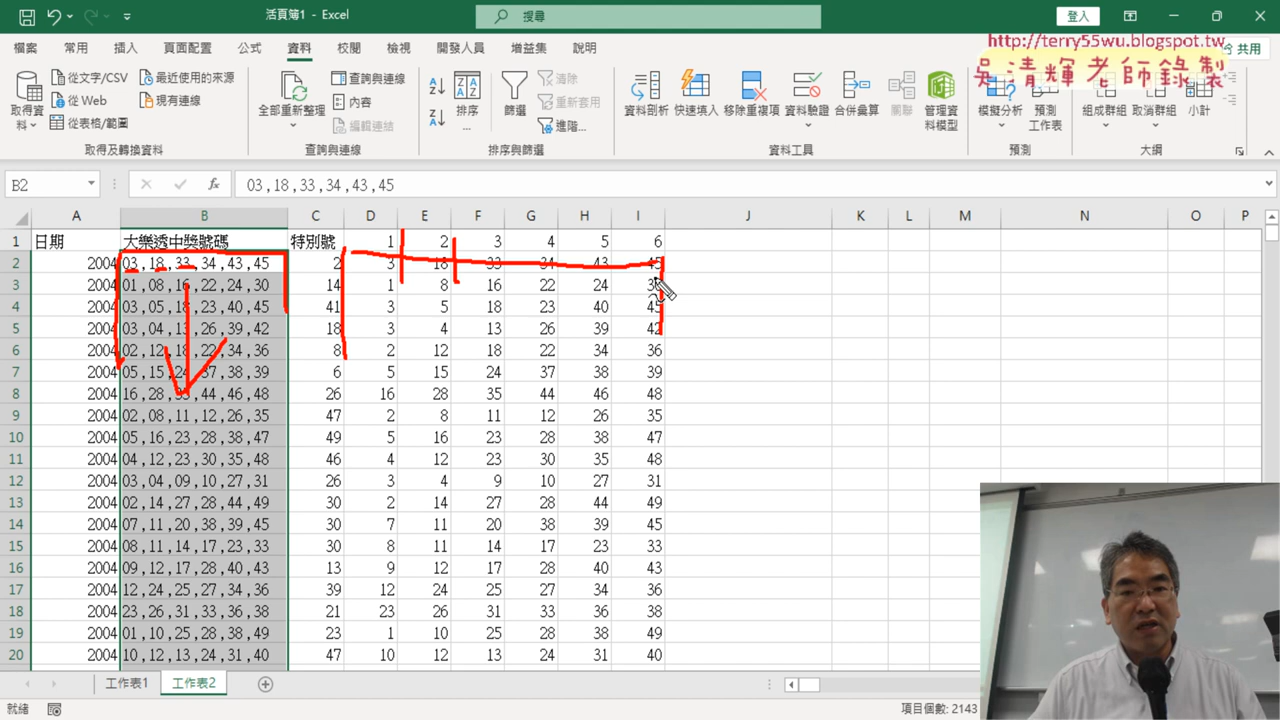 活頁簿1 - Excel
搜尋
登入
檔案 常用 插入 頁面配置 公式 資料 校閱 檢視 開發人員 增益集 說明
http://terry55wu.blogspot.tw
共用
吳清輝老師錄製
取得資料
從文字/CSV
從 Web
從表格/範圍
最近使用的來源
現有連線
取得及轉換資料
全部重新整理
查詢與連線
內容
編輯連結
查詢與連線
排序
篩選
清除
重新套用
進階...
排序與篩選
資料剖析 快速填入 移除重複項 資料驗證 合併彙算 關聯 管理資料模型
資料工具
模擬分析 預測工作表
預測
組成群組 取消群組 小計
大綱
B2
fx
03,18,33,34,43,45
A B C D E F G H I J K L M N O P
1 日期 大樂透中獎號碼 特別號 1 2 3 4 5 6
2 2004 03,18,33,34,43,45 2 3 18 33 34 43 45
3 2004 01,08,16,22,24,30 14 1 8 16 22 24 30
4 2004 03,05,18,23,40,45 41 3 5 18 23 40 45
5 2004 03,04,13,26,39,42 18 3 4 13 26 39 42
6 2004 02,12,18,22,34,36 8 2 12 18 22 34 36
7 2004 05,15,24,37,38,39 6 5 15 24 37 38 39
8 2004 16,28,35,44,46,48 26 16 28 35 44 46 48
9 2004 02,08,11,12,26,35 47 2 8 11 12 26 35
10 2004 05,16,23,28,38,47 49 5 16 23 28 38 47
11 2004 04,12,23,30,35,48 46 4 12 23 30 35 48
12 2004 03,04,09,10,27,31 26 3 4 9 10 27 31
13 2004 02,14,27,28,44,49 30 2 14 27 28 44 49
14 2004 07,11,20,38,39,45 30 7 11 20 38 39 45
15 2004 08,11,14,17,23,33 30 8 11 14 17 23 33
16 2004 09,12,17,28,40,43 13 9 12 17 28 40 43
17 2004 12,24,25,27,34,36 39 12 24 25 27 34 36
18 2004 23,26,31,33,36,38 21 23 26 31 33 36 38
19 2004 01,10,25,28,38,49 23 1 10 25 28 38 49
20 2004 10,12,13,24,31,40 47 10 12 13 24 31 40
工作表1 工作表2
就緒
項目個數: 2143